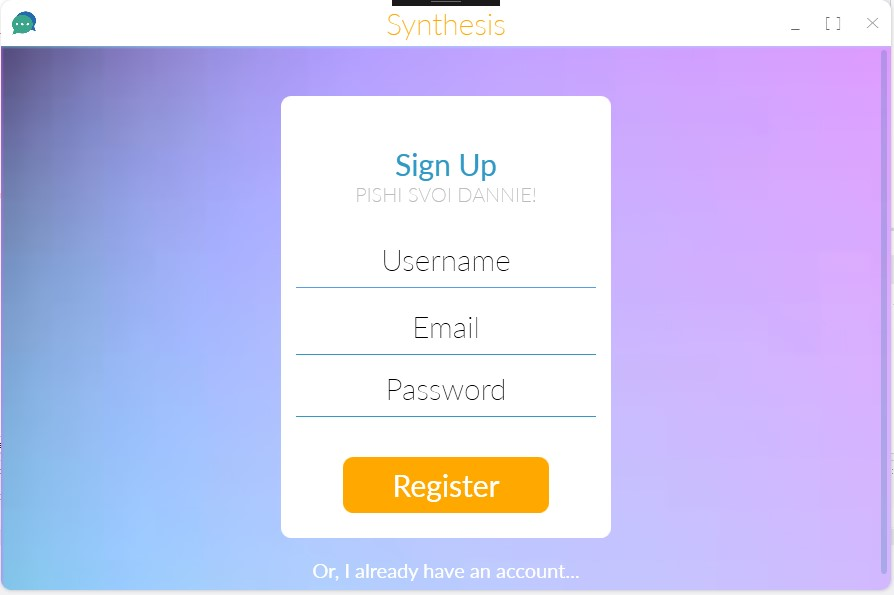 Synthesis
Sign Up
PISHI SVOI DANNIE!
Username
Email
Password
Register
Or, I already have an account...